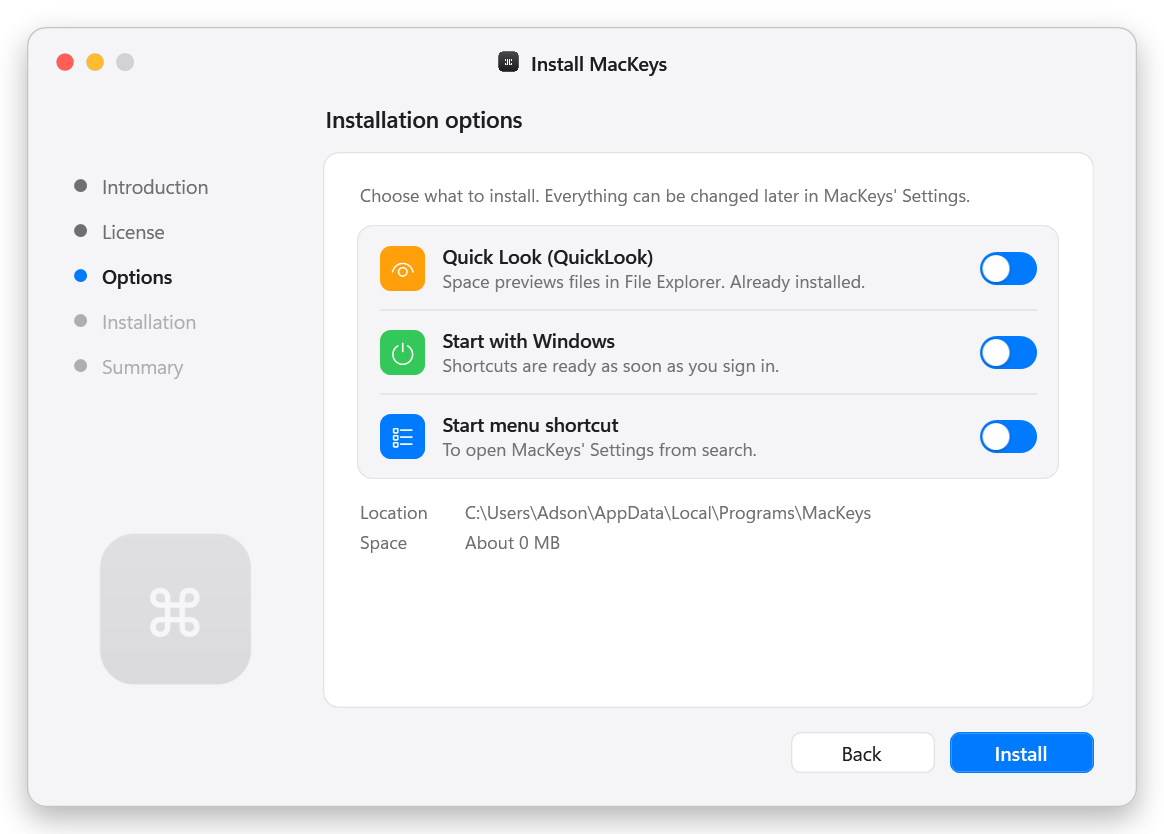 Install MacKeys
Installation options
Introduction
License
Options
Installation
Summary
Choose what to install. Everything can be changed later in MacKeys' Settings.
Quick Look (QuickLook)
Space previews files in File Explorer. Already installed.
Start with Windows
Shortcuts are ready as soon as you sign in.
Start menu shortcut
To open MacKeys' Settings from search.
Location C:\Users\Adson\AppData\Local\Programs\MacKeys
Space About 0 MB
Back Install